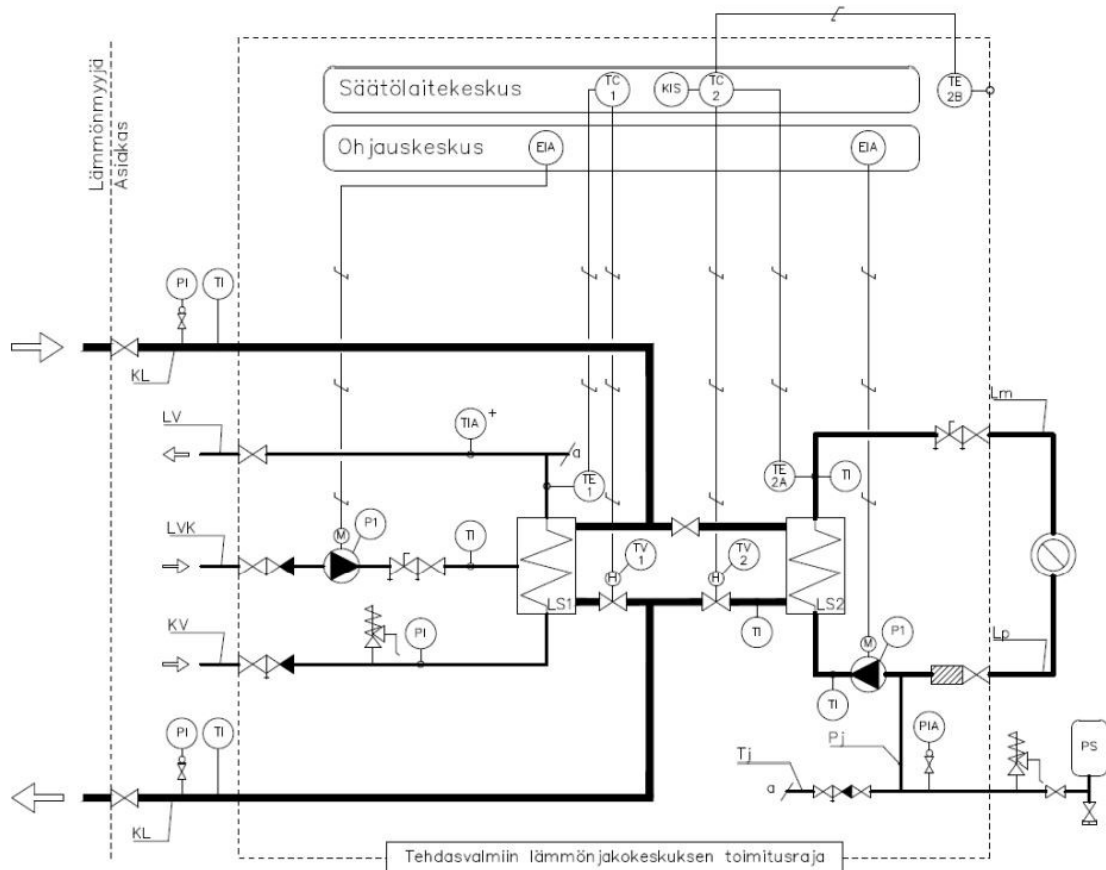 Lämmönmyyjä
Asiakas
Säätölaitekeskus
TC 1
KIS
TC 2
TE 2B
Ohjauskeskus
EIA
EIA
PI
TI
KL
LV
TIA +
a
TE 1
TE 2A
TI
Lm
LVK
M
P1
TI
LS1
H
TV 1
H
TV 2
LS2
TI
KV
PI
M
P1
Lp
TI
PI
TI
KL
Pj
PIA
PS
Tj
a
Tehdasvalmiin lämmönjakokeskuksen toimitusraja